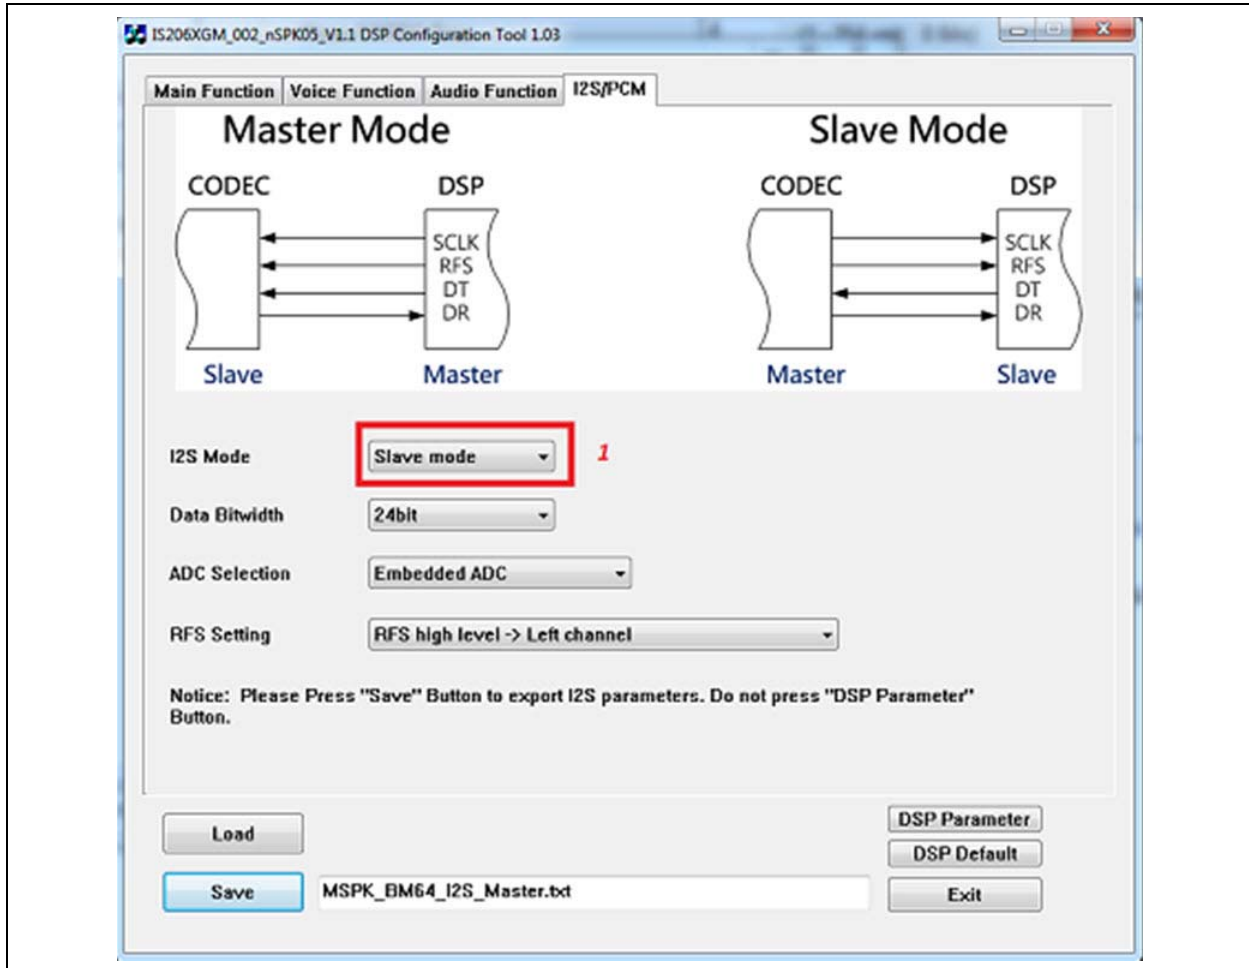 IS206XGM_002_nSPK05_V1.1 DSP Configuration Tool 1.03
Main Function Voice Function Audio Function I2S/PCM
Master Mode Slave Mode
CODEC DSP CODEC DSP
SCLK SCLK
RFS RFS
DT DT
DR DR
Slave Master Master Slave
I2S Mode Slave mode 1
Data Bitwidth 24bit
ADC Selection Embedded ADC
RFS Setting RFS high level -> Left channel
Notice: Please Press "Save" Button to export I2S parameters. Do not press "DSP Parameter"
Button.
Load DSP Parameter
DSP Default
Save MSPK_BM64_I2S_Master.txt Exit